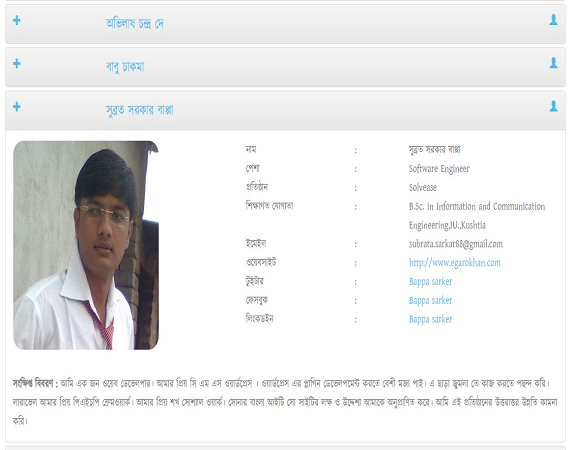 অভিলাষ চন্দ্র দে
বাবু চাকমা
সুব্রত সরকার বাপ্পা
নাম : সুব্রত সরকার বাপ্পা
পেশা : Software Engineer
প্রতিষ্ঠান : Solvease
শিক্ষাগত যোগ্যতা : B.Sc. in Information and Communication
Engineering,IU.,Kushtia
ইমেইল : subrata.sarkar88@gmail.com
ওয়েবসাইট : http://www.egarokhan.com
টুইটার : Bappa sarker
ফেসবুক : Bappa sarker
লিংকডইন : Bappa sarker
সংক্ষিপ্ত বিবরণ : আমি এক জন ওয়েব ডেভেলপার। আমার প্রিয় সি এম এস ওয়ার্ডপ্রেস । ওয়ার্ডপ্রেস এর প্লাগিন ডেভেলপমেন্ট করতে বেশী মজা পাই। এ ছাড়া জুমলা তে কাজ করতে পছন্দ করি।
লারাভেল আমার প্রিয় পিএইচপি ফ্রেমওয়ার্ক। আমার প্রিয় শখ সোশ্যাল ওয়ার্ক। সোনার বাংলা আইটি সো সাইটির লক্ষ ও উদ্দেশ্য আমাকে অনুপ্রাণিত করে। আমি এই প্রতিষ্ঠানের উত্তরাত্তর উন্নতি কামনা
করি।